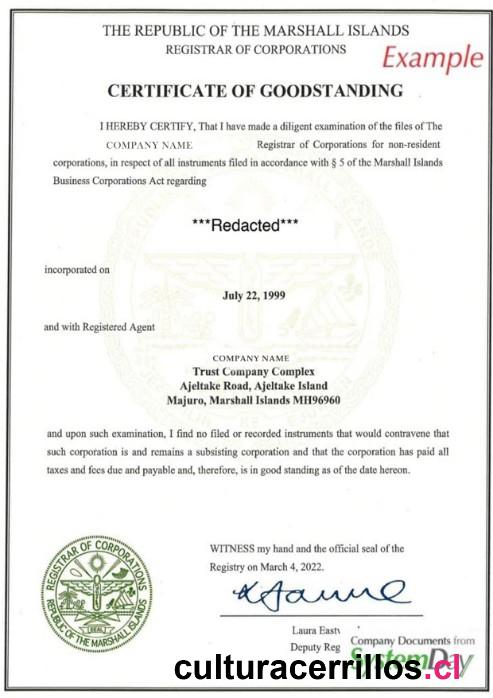 THE REPUBLIC OF THE MARSHALL ISLANDS
REGISTRAR OF CORPORATIONS
Example
CERTIFICATE OF GOODSTANDING
I HEREBY CERTIFY, That I have made a diligent examination of the files of The
COMPANY NAME Registrar of Corporations for non-resident
corporations, in respect of all instruments filed in accordance with § 5 of the Marshall Islands
Business Corporations Act regarding
***Redacted***
incorporated on
July 22, 1999
and with Registered Agent
COMPANY NAME
Trust Company Complex
Ajeltake Road, Ajeltake Island
Majuro, Marshall Islands MH96960
and upon such examination, I find no filed or recorded instruments that would contravene that
such corporation is and remains a subsisting corporation and that the corporation has paid all
taxes and fees due and payable and, therefore, is in good standing as of the date hereon.
REGISTRAR OF CORPORATIONS
REPUBLIC OF THE MARSHALL ISLANDS
SEAL
WITNESS my hand and the official seal of the
Registry on March 4, 2022.
Laura East
Deputy Reg
Company Documents from
SystemDay
culturacerrillos.cl